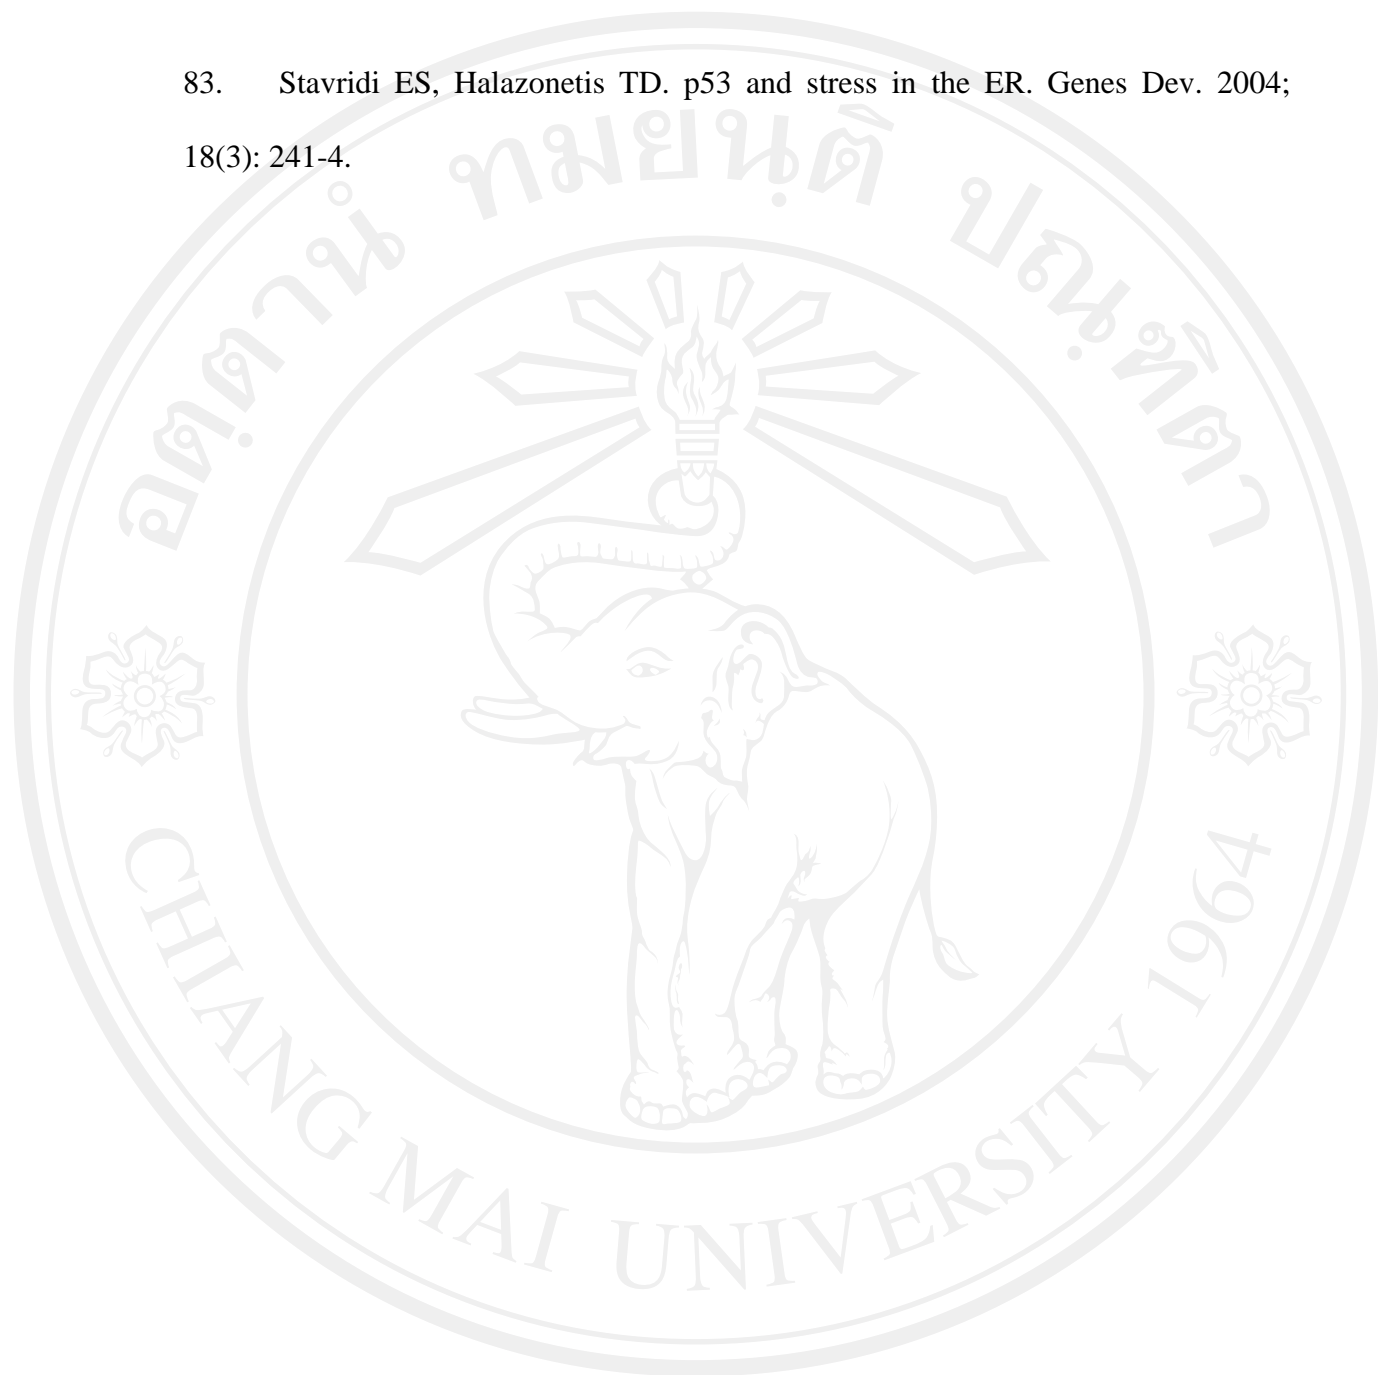 83. Stavridi ES, Halazonetis TD. p53 and stress in the ER. Genes Dev. 2004;
18(3): 241-4.
อตฺตานํ ทมยนฺติ ปณฺฑิตา
CHIANG MAI UNIVERSITY 1964